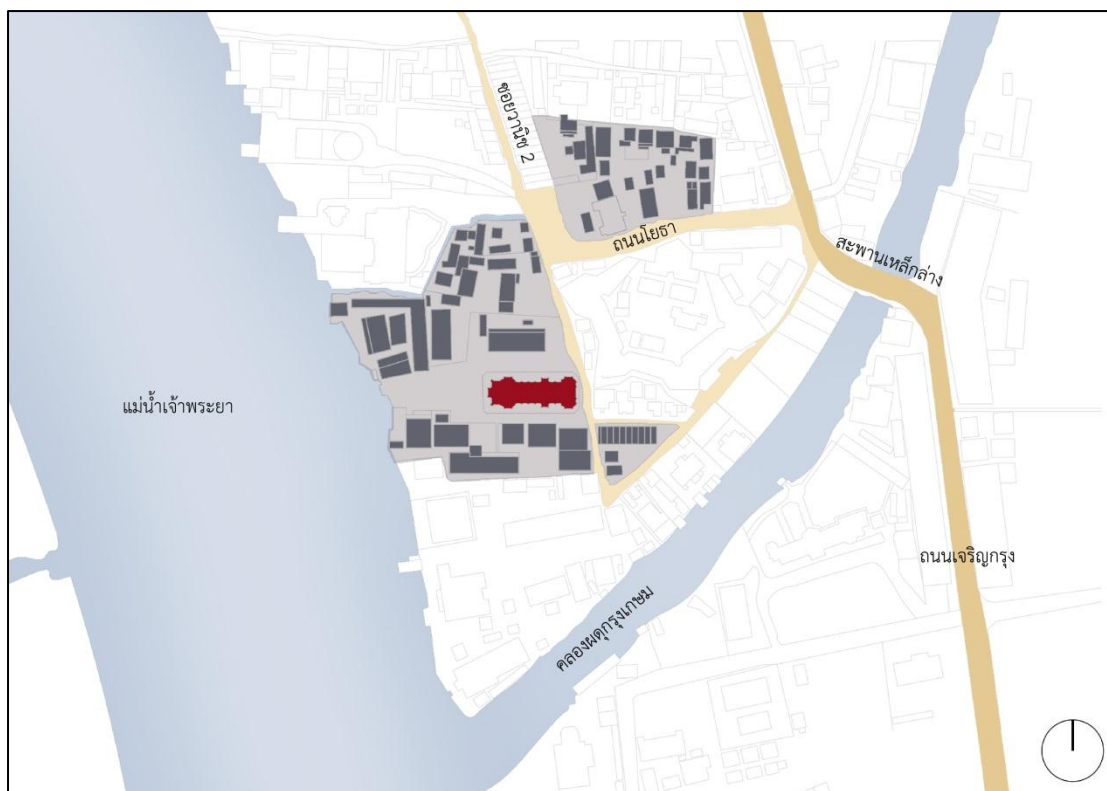 ซอยวานิช 2
ถนนโยธา
สะพานเหล็กล่าง
แม่น้ำเจ้าพระยา
ถนนเจริญกรุง
คลองผดุกรุงเกษม